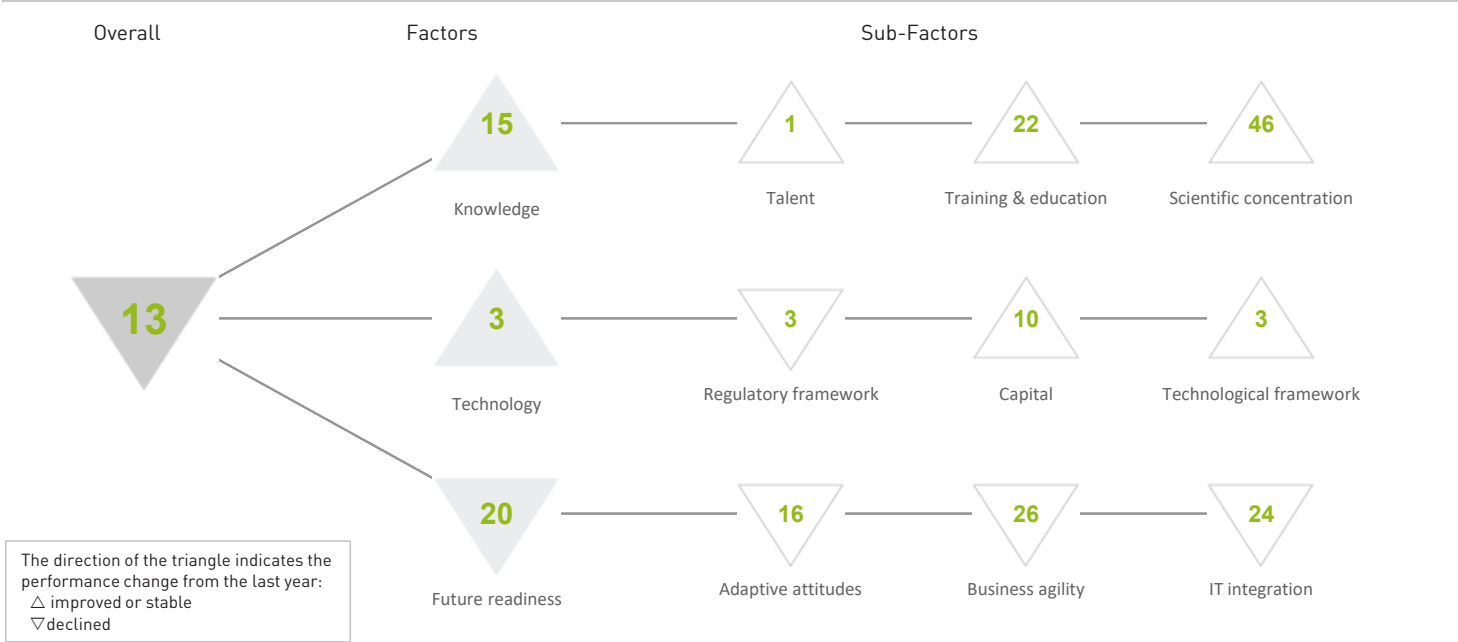 Overall
Factors
Sub-Factors
15
1
22
46
Knowledge
Talent
Training & education
Scientific concentration
13
3
3
10
3
Technology
Regulatory framework
Capital
Technological framework
20
16
26
24
Future readiness
Adaptive attitudes
Business agility
IT integration
The direction of the triangle indicates the
performance change from the last year:
△ improved or stable
▽ declined